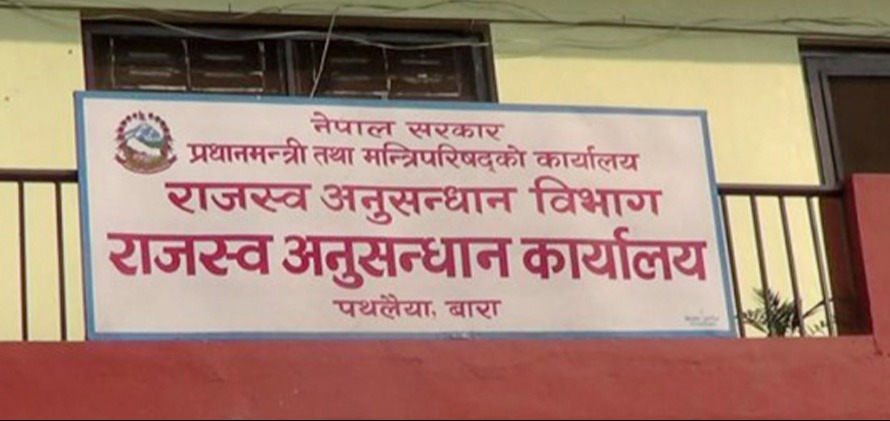 नेपाल सरकार
प्रधानमन्त्री तथा मन्त्रिपरिषद्को कार्यालय
राजस्व अनुसन्धान विभाग
राजस्व अनुसन्धान कार्यालय
पथलैया, बारा